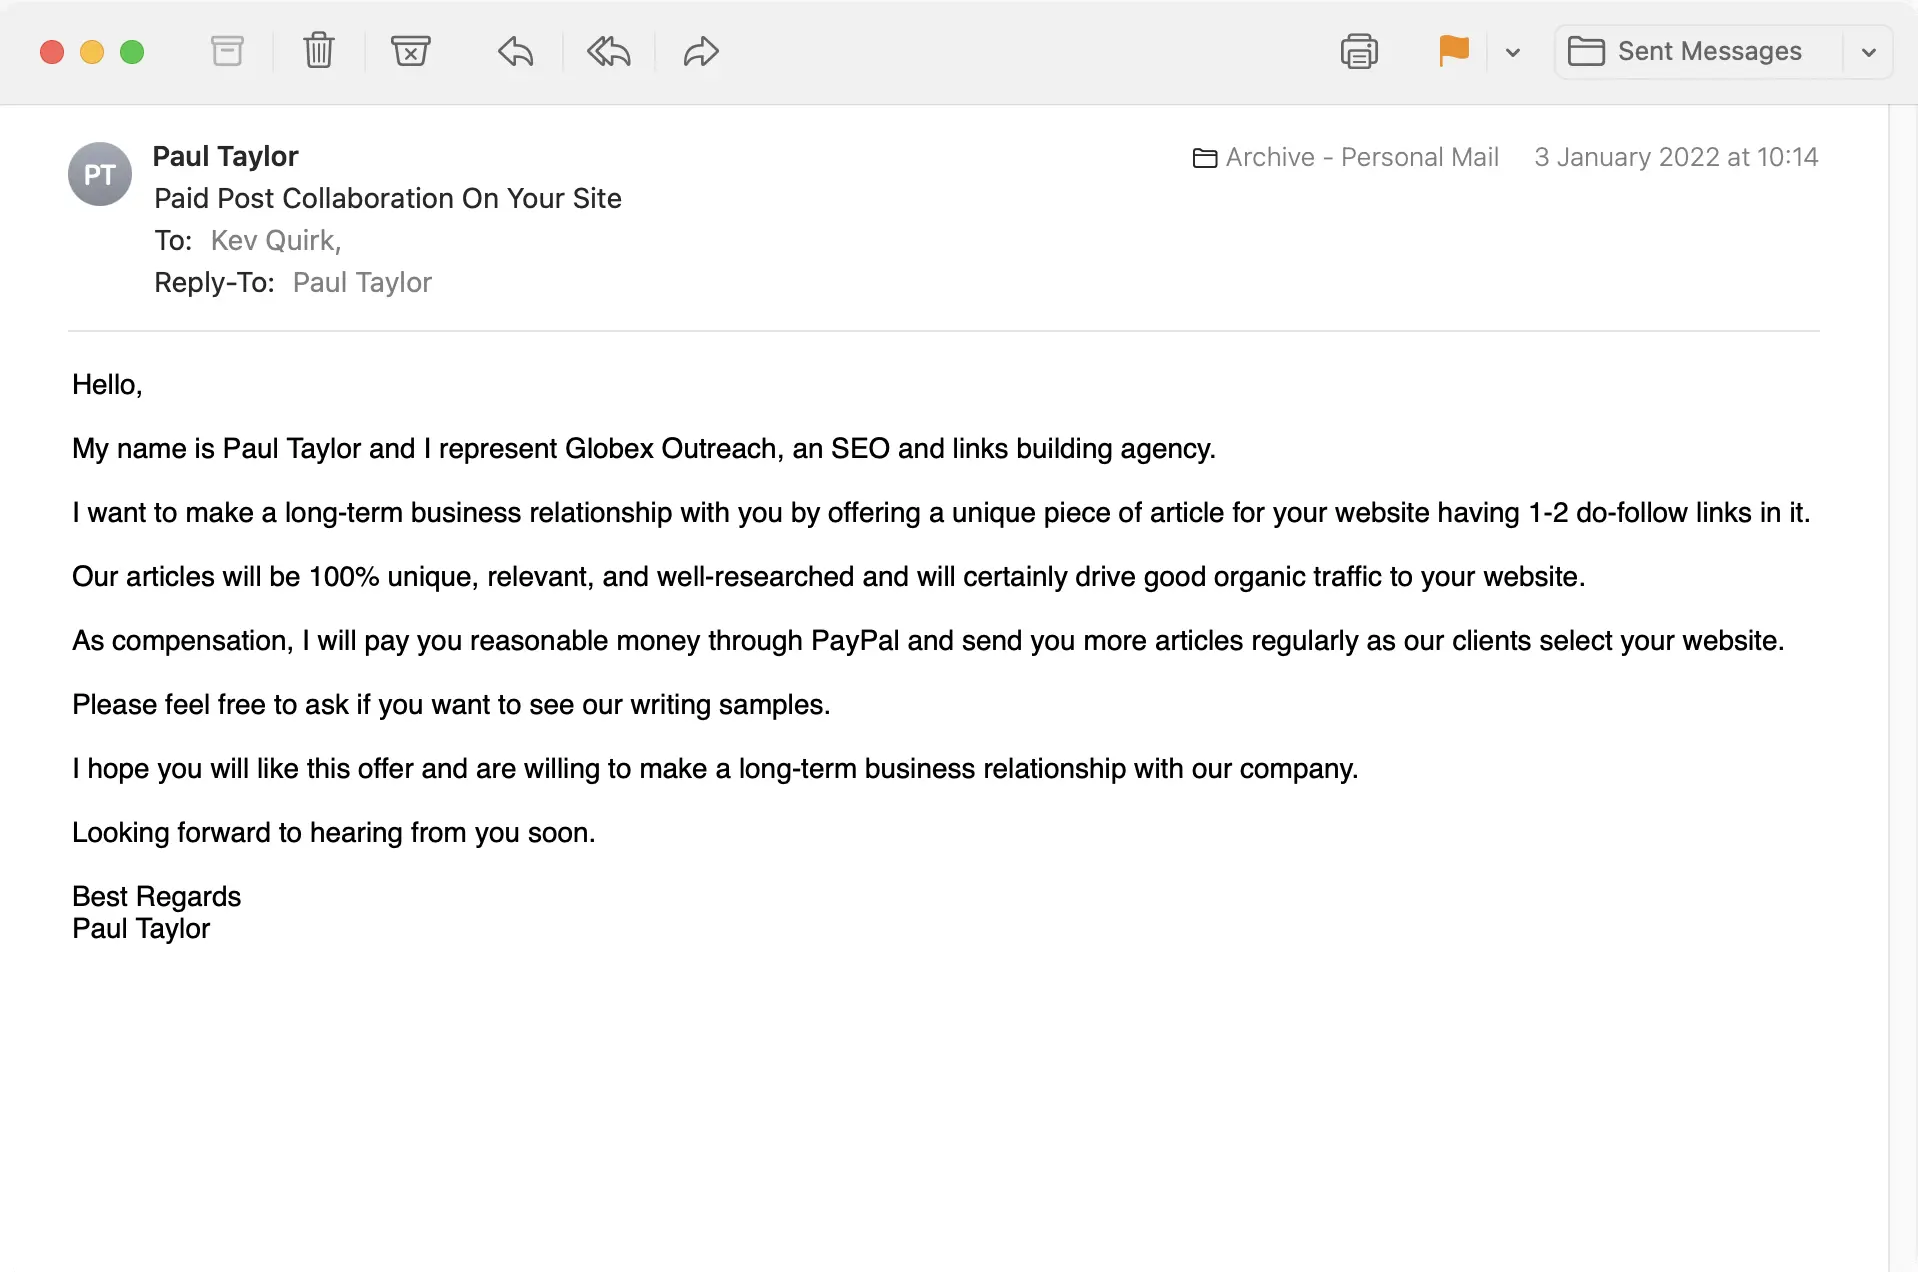 Sent Messages
PT
Paul Taylor
Archive - Personal Mail
3 January 2022 at 10:14
Paid Post Collaboration On Your Site
To: Kev Quirk,
Reply-To: Paul Taylor
Hello,
My name is Paul Taylor and I represent Globex Outreach, an SEO and links building agency.
I want to make a long-term business relationship with you by offering a unique piece of article for your website having 1-2 do-follow links in it.
Our articles will be 100% unique, relevant, and well-researched and will certainly drive good organic traffic to your website.
As compensation, I will pay you reasonable money through PayPal and send you more articles regularly as our clients select your website.
Please feel free to ask if you want to see our writing samples.
I hope you will like this offer and are willing to make a long-term business relationship with our company.
Looking forward to hearing from you soon.
Best Regards
Paul Taylor